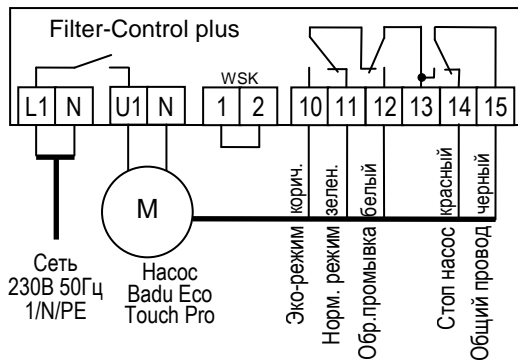 Filter-Control plus
WSK
L1 N U1 N 1 2 10 11 12 13 14 15
M
Сеть
230В 50Гц
1/N/PE
Насос
Badu Eco
Touch Pro
Эко-режим корич.
Норм. режим зелен.
Обр.промывка белый
Стоп насос красный
Общий провод черный